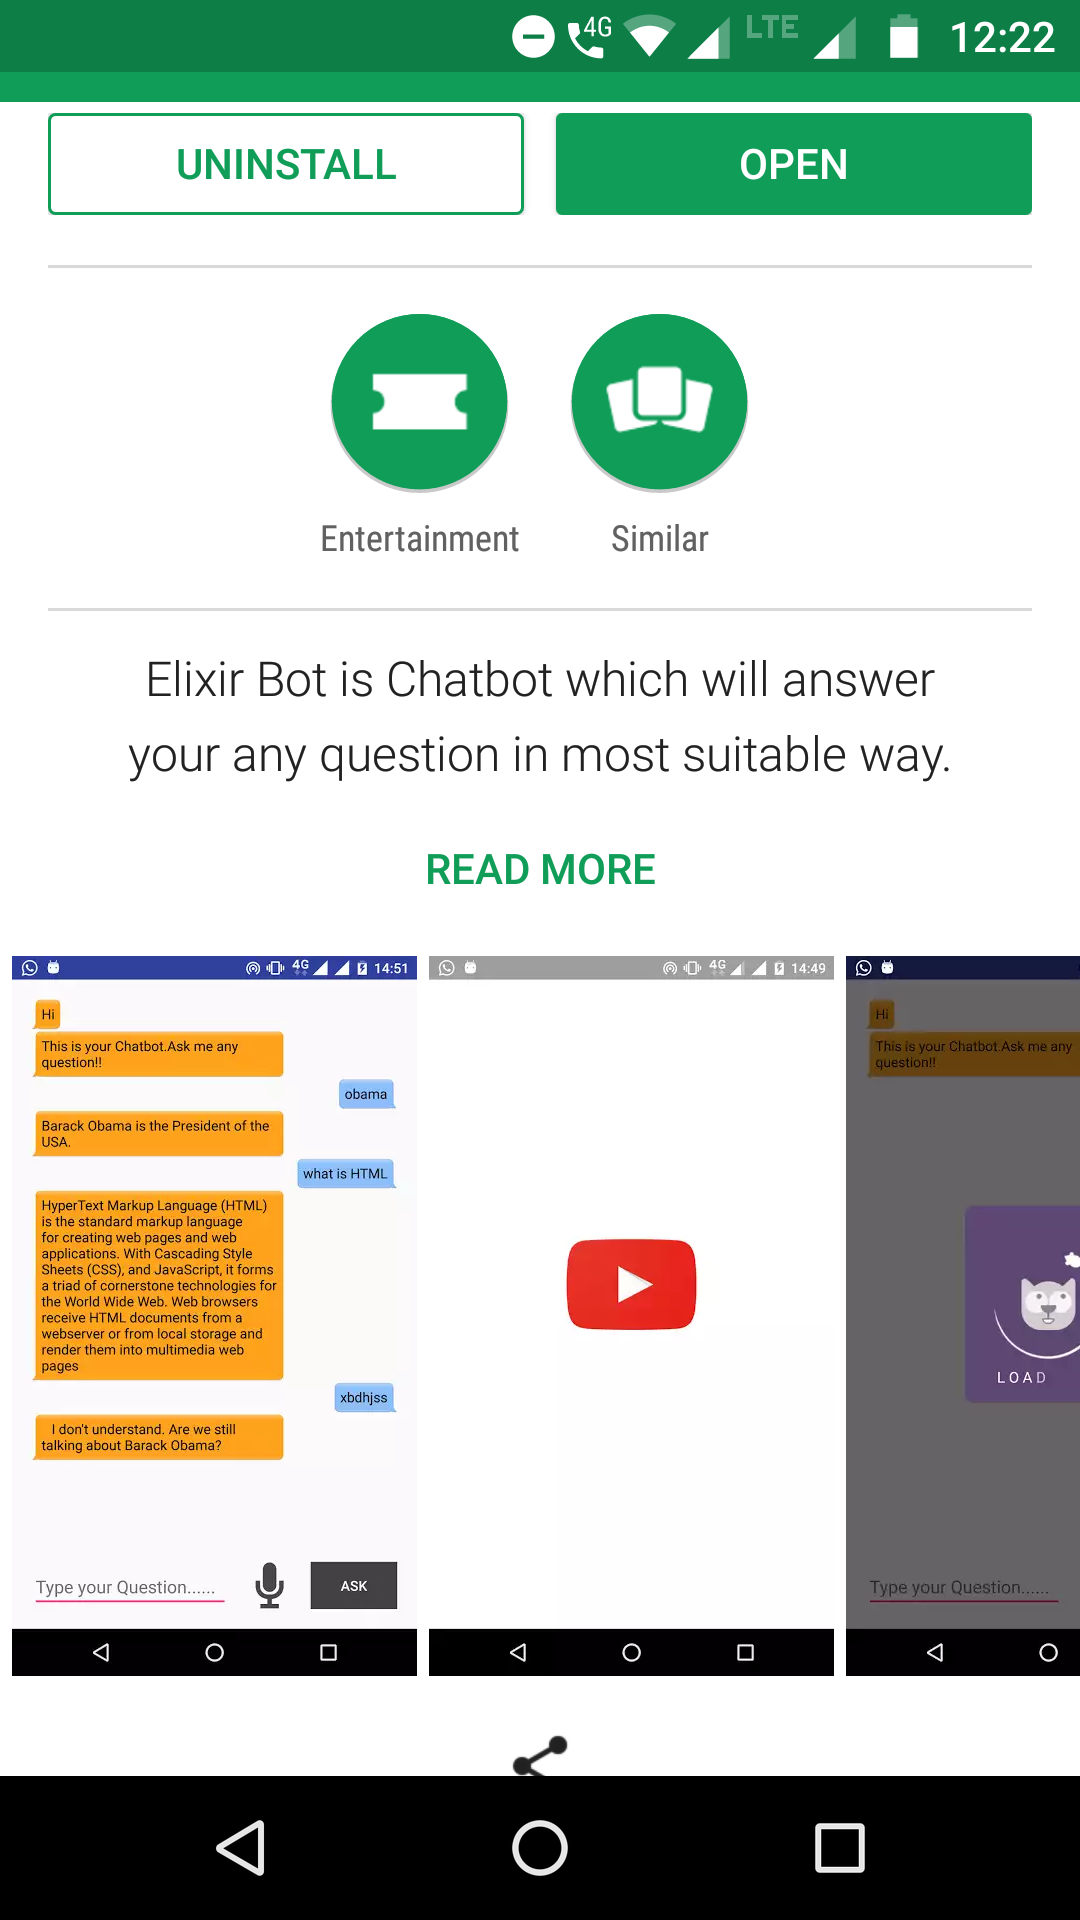 4G LTE 12:22
UNINSTALL OPEN
Entertainment Similar
Elixir Bot is Chatbot which will answer
your any question in most suitable way.
READ MORE
4G 14:51
Hi
This is your Chatbot.Ask me any
question!!
obama
Barack Obama is the President of the
USA.
what is HTML
HyperText Markup Language (HTML)
is the standard markup language
for creating web pages and web
applications. With Cascading Style
Sheets (CSS), and JavaScript, it forms
a triad of cornerstone technologies for
the World Wide Web. Web browsers
receive HTML documents from a
webserver or from local storage and
render them into multimedia web
pages
xbdhjss
I don't understand. Are we still
talking about Barack Obama?
Type your Question......
ASK
4G 14:49
Hi
This is your Chatbot.Ask me any
question!!
LOAD
Type your Question......